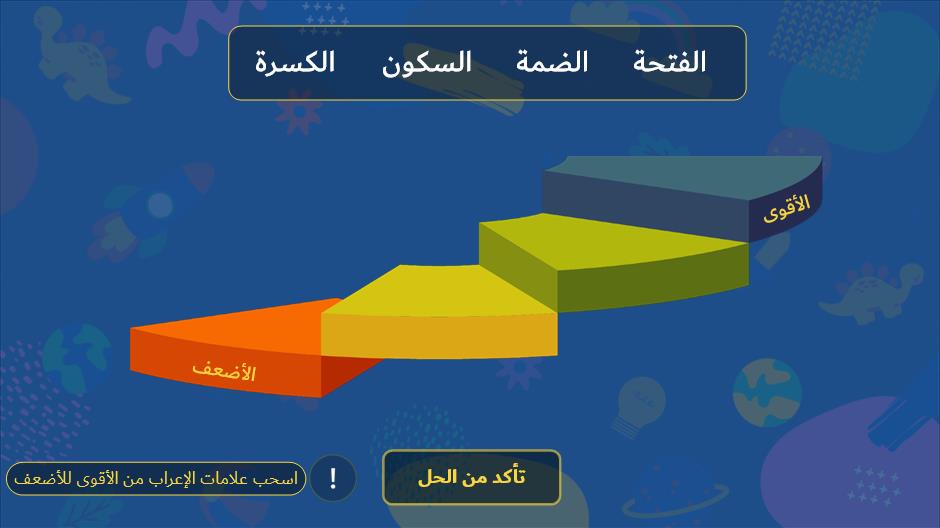 الفتحة الضمة السكون الكسرة
الأقوى
الأضعف
تأكد من الحل
! اسحب علامات الإعراب من الأقوى للأضعف